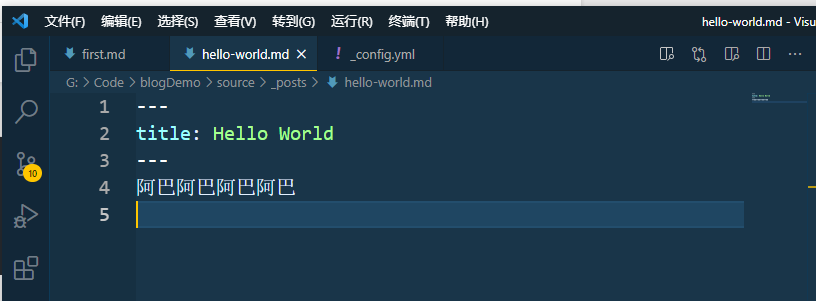 文件(F) 编辑(E) 选择(S) 查看(V) 转到(G) 运行(R) 终端(T) 帮助(H) hello-world.md - Visu
first.md hello-world.md _config.yml
G: > Code > blogDemo > source > _posts > hello-world.md
1 ---
2 title: Hello World
3 ---
4 阿巴阿巴阿巴阿巴
5
10